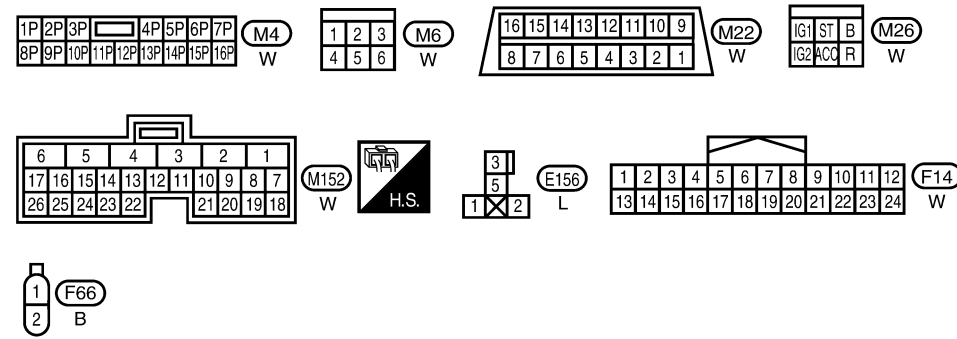 1P 2P 3P 4P 5P 6P 7P
8P 9P 10P 11P 12P 13P 14P 15P 16P
M4
W
1 2 3
4 5 6
M6
W
16 15 14 13 12 11 10 9
8 7 6 5 4 3 2 1
M22
W
IG1 ST B
IG2 ACC R
M26
W
6 5 4 3 2 1
17 16 15 14 13 12 11 10 9 8 7
26 25 24 23 22 21 20 19 18
M152
W
H.S.
3
5
1 2
E156
L
1 2 3 4 5 6 7 8 9 10 11 12
13 14 15 16 17 18 19 20 21 22 23 24
F14
W
1
2
F66
B